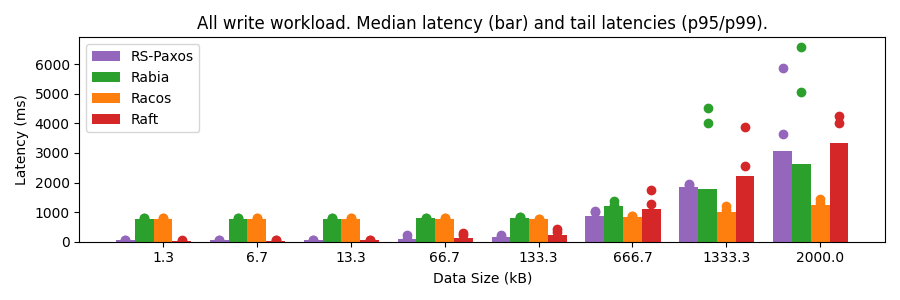 All write workload. Median latency (bar) and tail latencies (p95/p99).
Latency (ms)
6000
5000
4000
3000
2000
1000
0
RS-Paxos
Rabia
Racos
Raft
1.3 6.7 13.3 66.7 133.3 666.7 1333.3 2000.0
Data Size (kB)